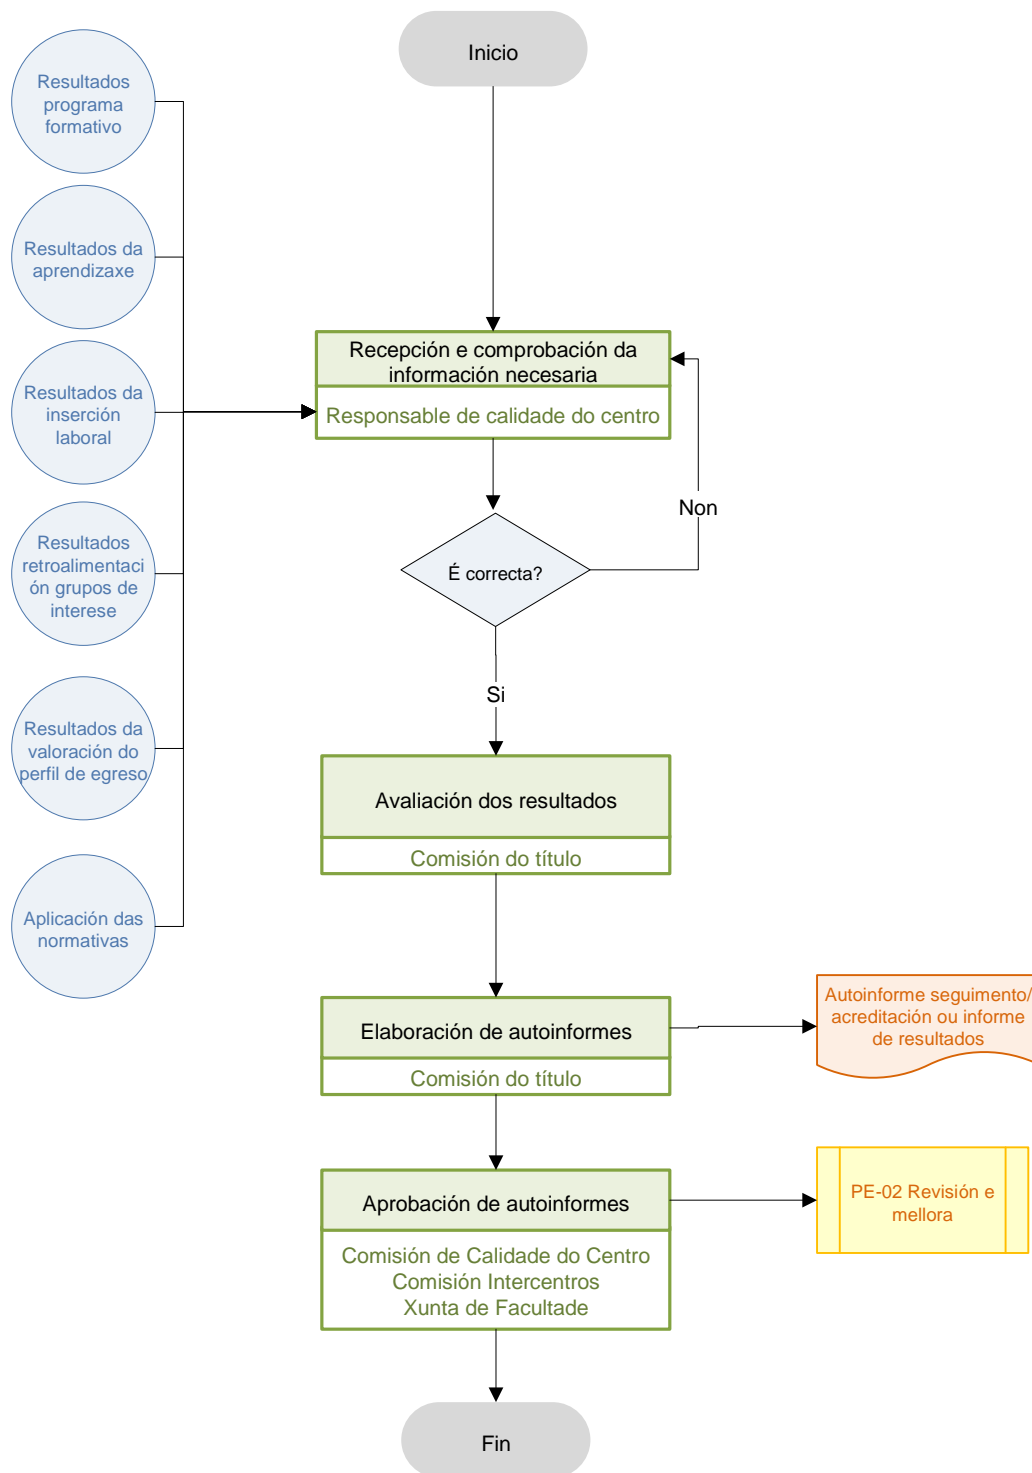 Inicio
Resultados
programa
formativo
Resultados da
aprendizaxe
Resultados da
inserción
laboral
Resultados
retroalimentaci
ón grupos de
interese
Resultados da
valoración do
perfil de egreso
Aplicación das
normativas
Recepción e comprobación da
información necesaria
Responsable de calidade do centro
Non
É correcta?
Si
Avaliación dos resultados
Comisión do título
Elaboración de autoinformes
Comisión do título
Autoinforme seguimento/
acreditación ou informe
de resultados
Aprobación de autoinformes
Comisión de Calidade do Centro
Comisión Intercentros
Xunta de Facultade
PE-02 Revisión e
mellora
Fin